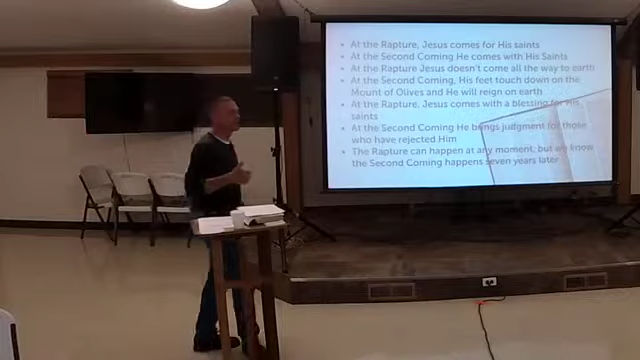 • At the Rapture, Jesus comes for His saints
• At the Second Coming He comes with His Saints
• At the Rapture Jesus doesn't come all the way to earth
• At the Second Coming, His feet touch down on the
Mount of Olives and He will reign on earth
• At the Rapture, Jesus comes with a blessing for His
saints
• At the Second Coming He brings judgment for those
who have rejected Him
• The Rapture can happen at any moment, but we know
the Second Coming happens seven years later